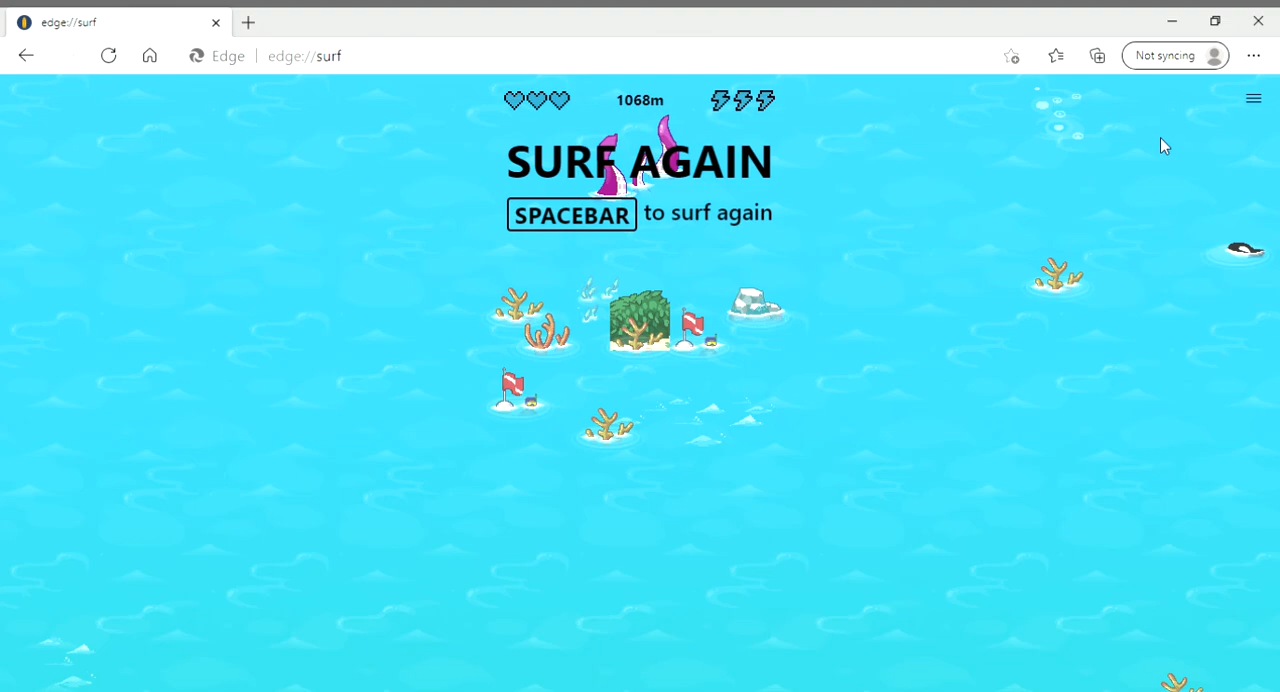 edge://surf
Edge | edge://surf
Not syncing
1068m
SURF AGAIN
SPACEBAR to surf again